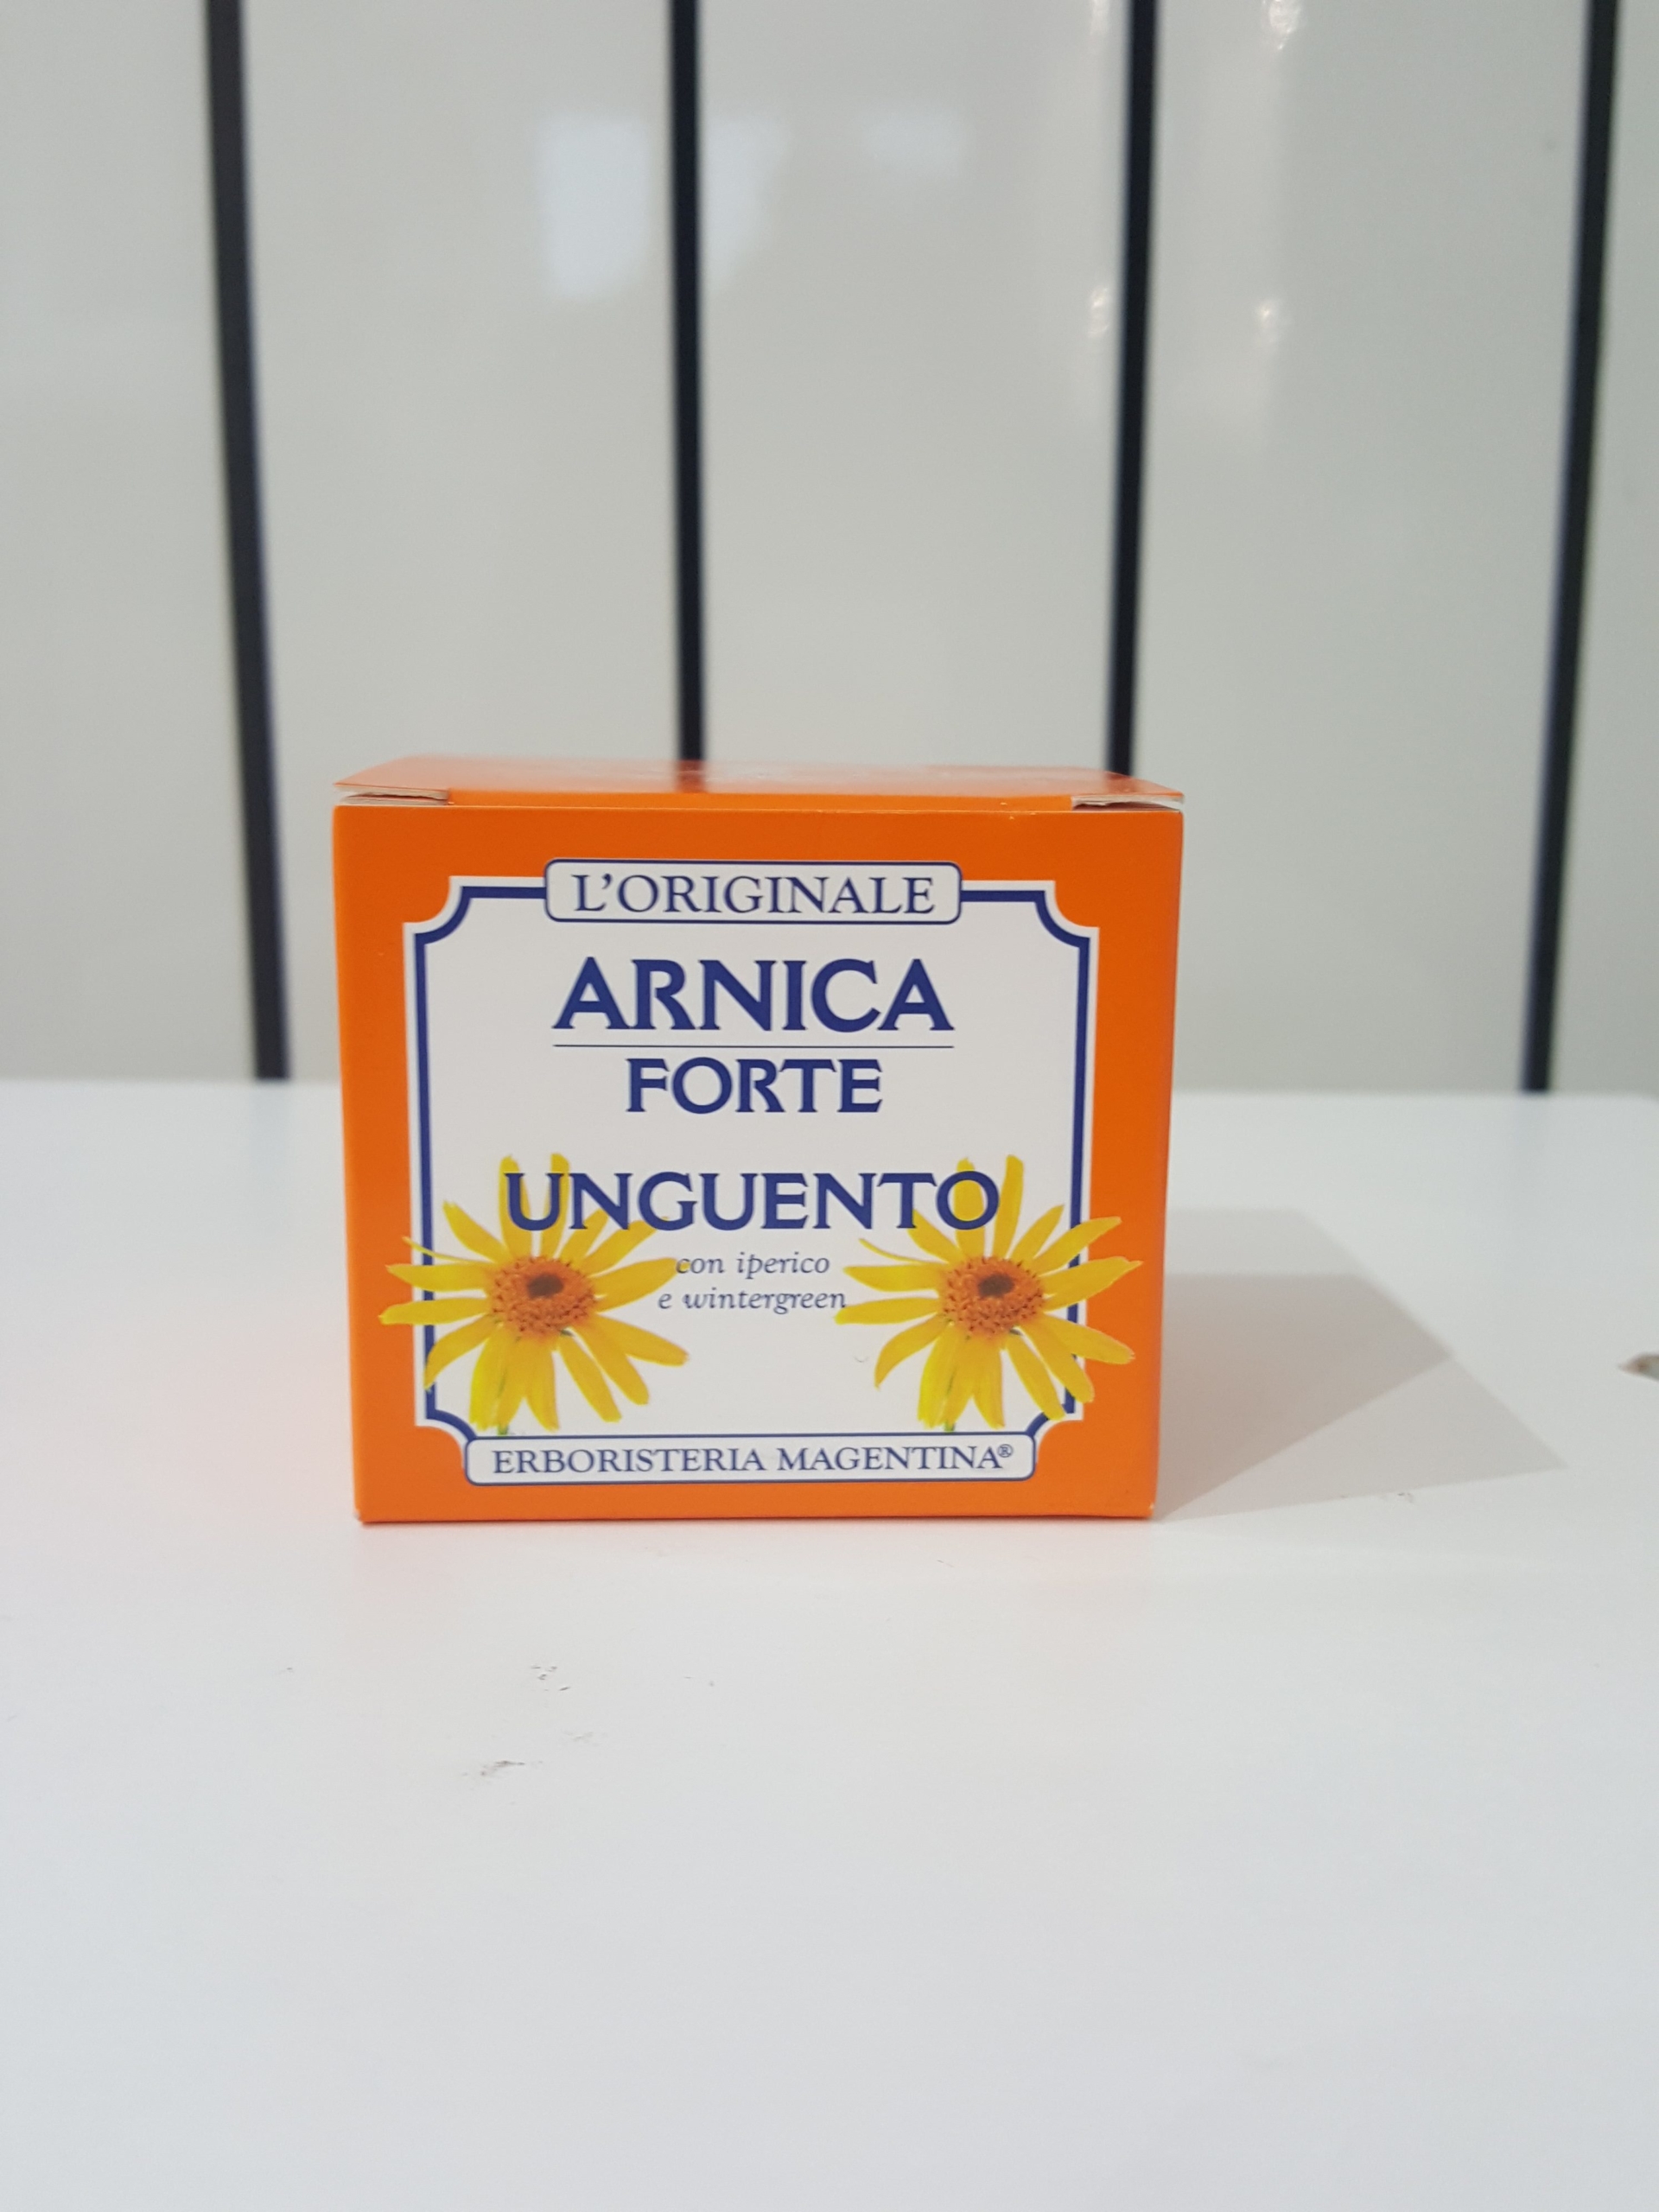 L'ORIGINALE
ARNICA
FORTE
UNGUENTO
con iperico
e wintergreen
ERBORISTERIA MAGENTINA®